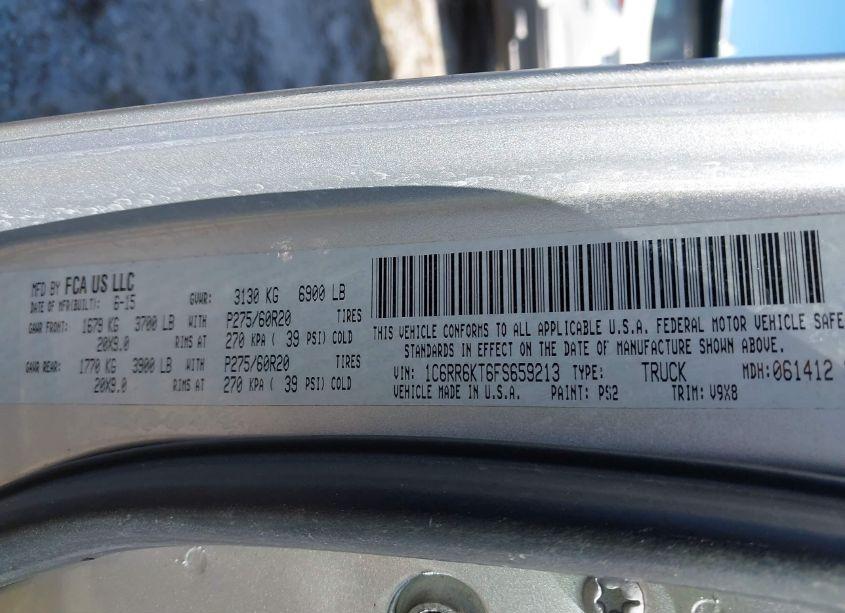 MFD BY FCA US LLC
DATE OF MFR(BUILT): 6-15 GVWR: 3130 KG 6900 LB
GAWR FRONT: 1679 KG 3700 LB WITH P275/60R20 TIRES
20X9.0 RIMS AT 270 KPA ( 39 PSI) COLD
GAWR REAR: 1770 KG 3900 LB WITH P275/60R20 TIRES
20X9.0 RIMS AT 270 KPA ( 39 PSI) COLD
THIS VEHICLE CONFORMS TO ALL APPLICABLE U.S.A. FEDERAL MOTOR VEHICLE SAFE
STANDARDS IN EFFECT ON THE DATE OF MANUFACTURE SHOWN ABOVE.
VIN: 1C6RR6KT6FS659213 TYPE: TRUCK MDH: 061412
VEHICLE MADE IN U.S.A. PAINT: PS2 TRIM: V9X8